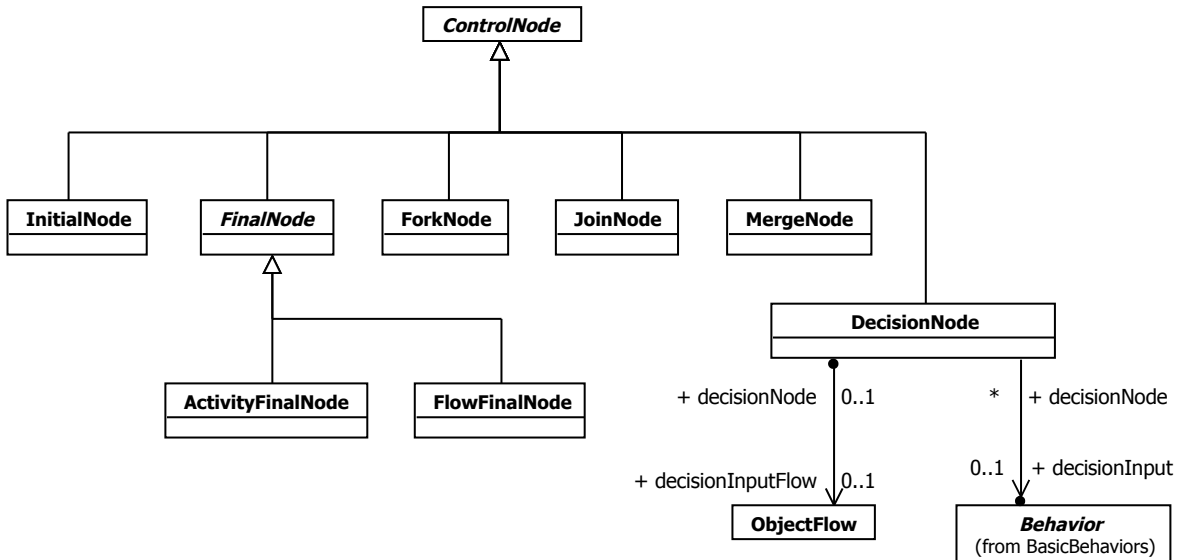 ControlNode
InitialNode
FinalNode
ForkNode
JoinNode
MergeNode
DecisionNode
ActivityFinalNode
FlowFinalNode
+ decisionNode
0..1
*
+ decisionNode
+ decisionInputFlow
0..1
0..1
+ decisionInput
ObjectFlow
Behavior
(from BasicBehaviors)